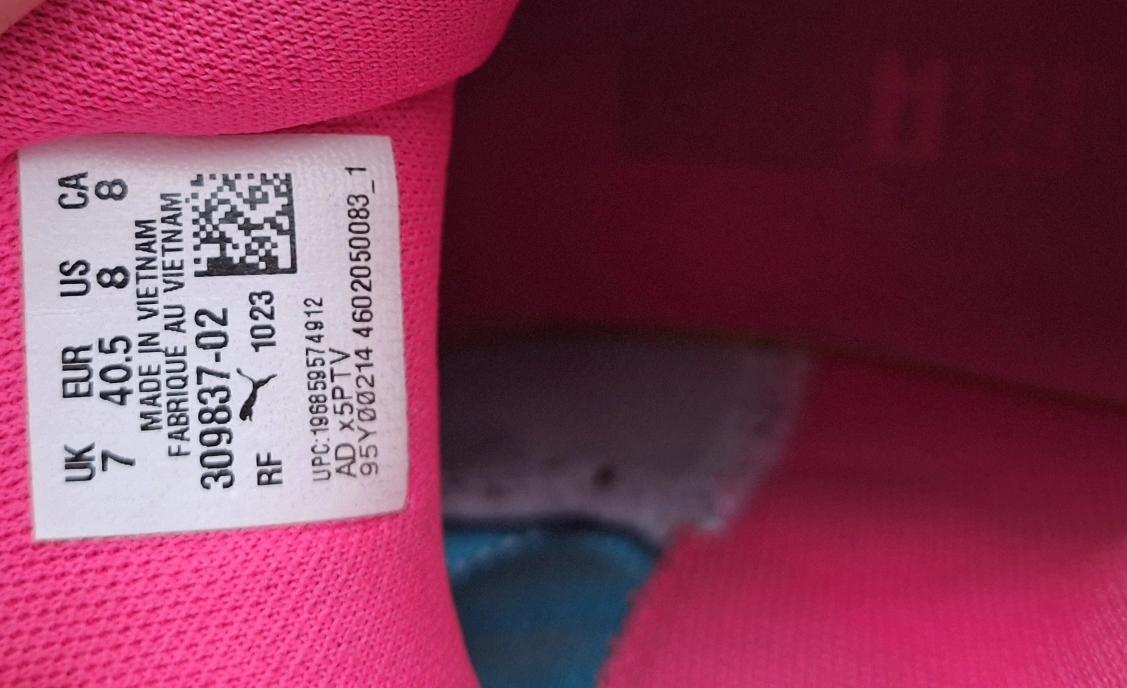 UK EUR US CA
7 40.5 8 8
MADE IN VIETNAM
FABRIQUE AU VIETNAM
309837-02
RF 1023
UPC:196859574912
AD x5PTV
95Y00214 4602050083_1